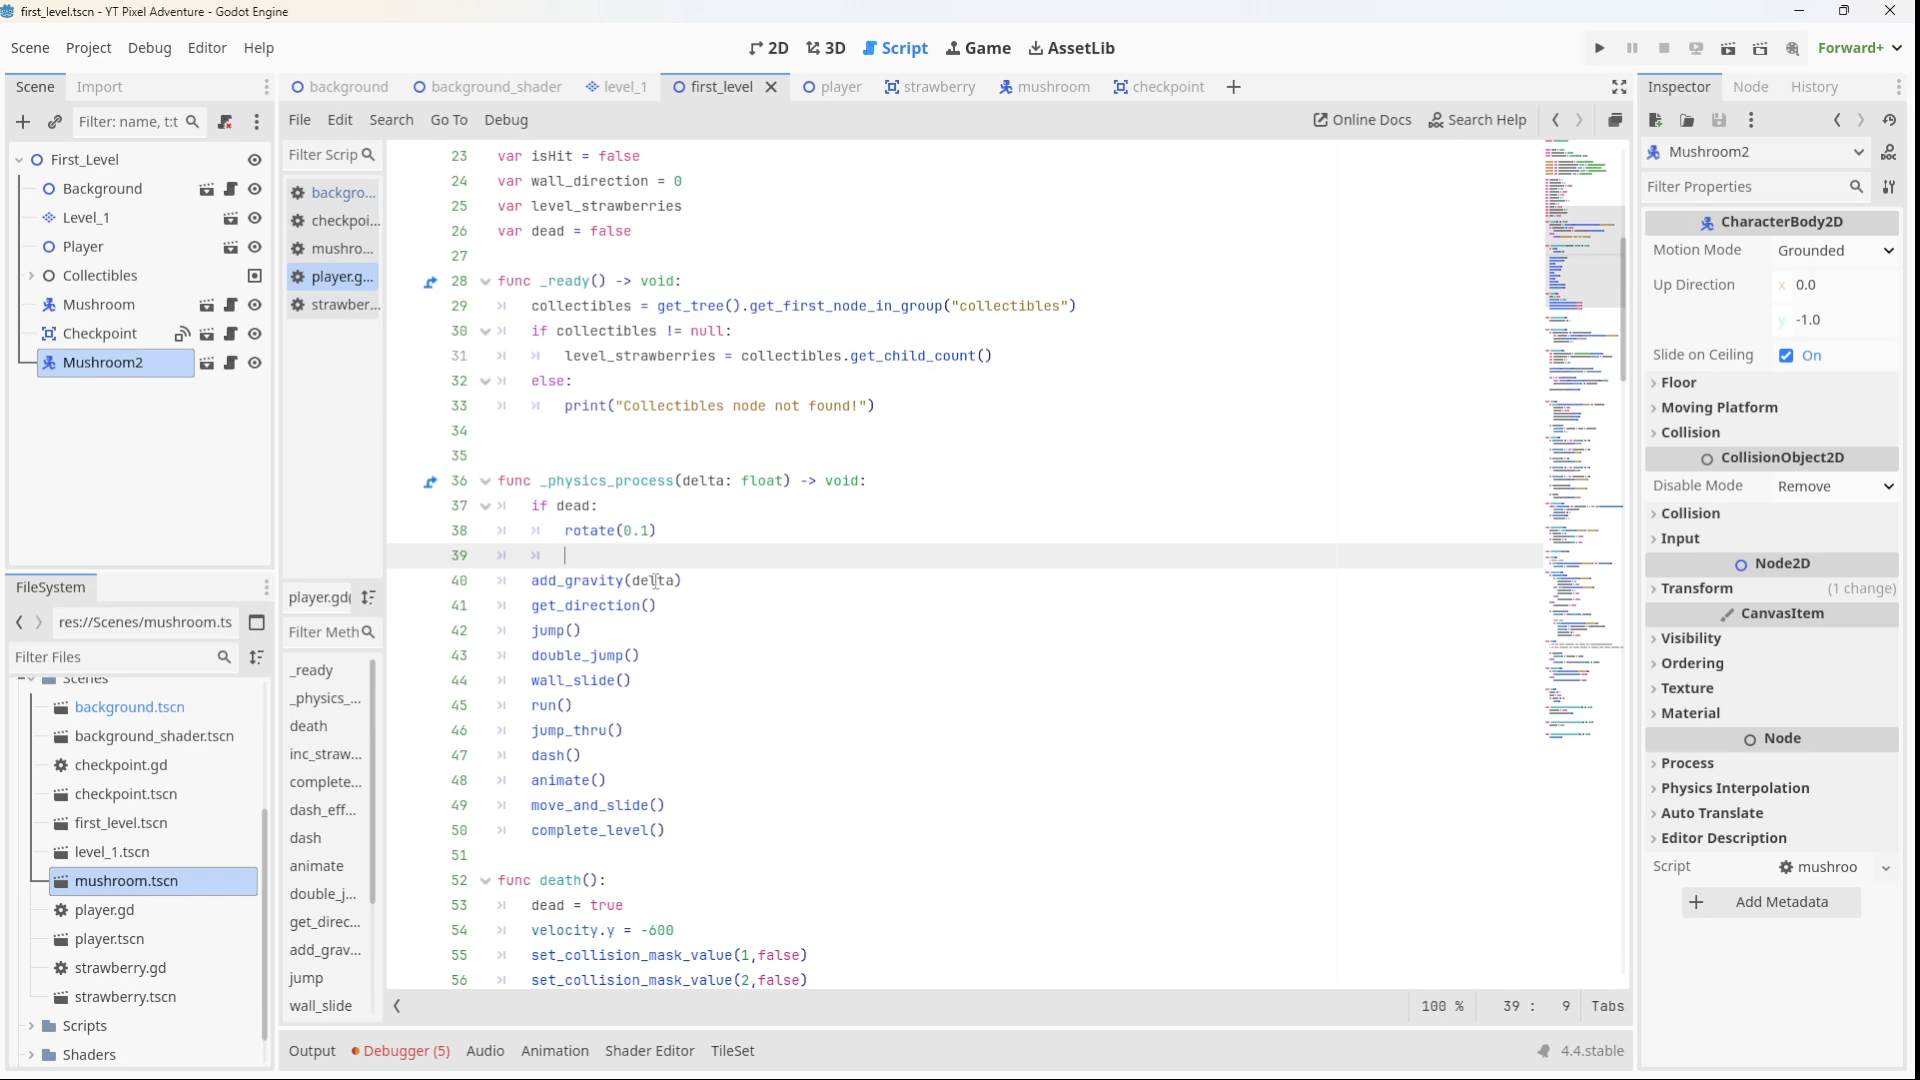 first_level.tscn - YT Pixel Adventure - Godot Engine
Scene Project Debug Editor Help
2D 3D Script Game AssetLib
Forward+
Scene Import
Filter: name, t:t
First_Level
Background
Level_1
Player
Collectibles
Mushroom
Checkpoint
Mushroom2
FileSystem
res://Scenes/mushroom.ts
Filter Files
Scenes
background.tscn
background_shader.tscn
checkpoint.gd
checkpoint.tscn
first_level.tscn
level_1.tscn
mushroom.tscn
player.gd
player.tscn
strawberry.gd
strawberry.tscn
Scripts
Shaders
background background_shader level_1 first_level player strawberry mushroom checkpoint
File Edit Search Go To Debug
Online Docs Search Help
Filter Scrip
backgro...
checkpoi...
mushro...
player.g...
strawber...
player.gd(
Filter Meth
_ready
_physics_...
death
inc_straw...
complete...
dash_eff...
dash
animate
double_j...
get_direc...
add_grav...
jump
wall_slide
23 var isHit = false
24 var wall_direction = 0
25 var level_strawberries
26 var dead = false
27
28 func _ready() -> void:
29 collectibles = get_tree().get_first_node_in_group("collectibles")
30 if collectibles != null:
31 level_strawberries = collectibles.get_child_count()
32 else:
33 print("Collectibles node not found!")
34
35
36 func _physics_process(delta: float) -> void:
37 if dead:
38 rotate(0.1)
39
40 add_gravity(delta)
41 get_direction()
42 jump()
43 double_jump()
44 wall_slide()
45 run()
46 jump_thru()
47 dash()
48 animate()
49 move_and_slide()
50 complete_level()
51
52 func death():
53 dead = true
54 velocity.y = -600
55 set_collision_mask_value(1,false)
56 set_collision_mask_value(2,false)
100 % 39 : 9 Tabs
Output Debugger (5) Audio Animation Shader Editor TileSet
4.4.stable
Inspector Node History
Mushroom2
Filter Properties
CharacterBody2D
Motion Mode Grounded
Up Direction x 0.0
y -1.0
Slide on Ceiling On
Floor
Moving Platform
Collision
CollisionObject2D
Disable Mode Remove
Collision
Input
Node2D
Transform (1 change)
CanvasItem
Visibility
Ordering
Texture
Material
Node
Process
Physics Interpolation
Auto Translate
Editor Description
Script mushroo
Add Metadata